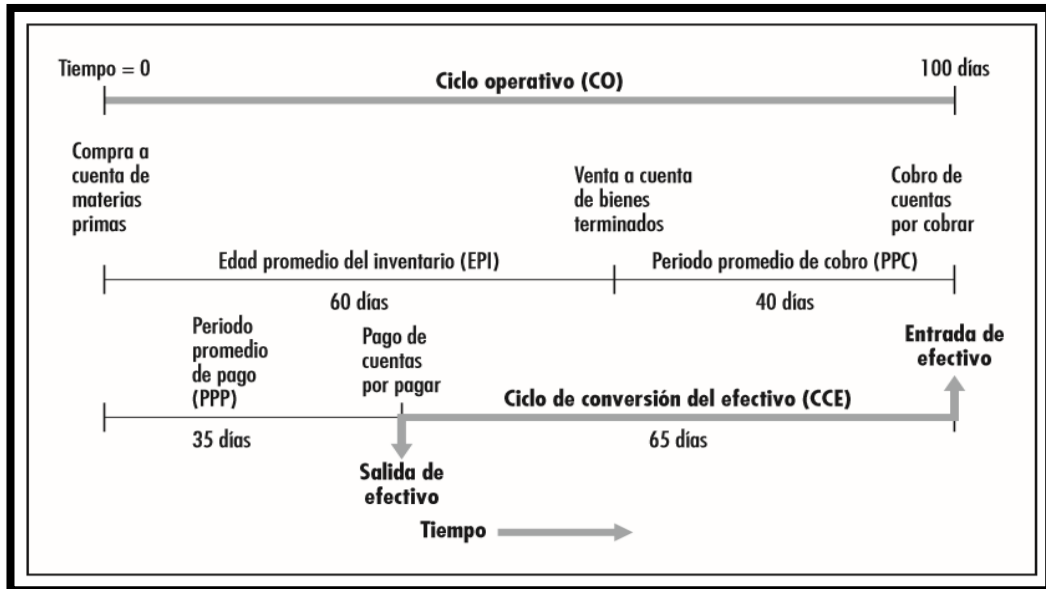 Tiempo = 0
100 días
Ciclo operativo (CO)
Compra a
cuenta de
materias
primas
Venta a cuenta
de bienes
terminados
Cobro de
cuentas
por cobrar
Edad promedio del inventario (EPI)
Periodo promedio de cobro (PPC)
60 días
40 días
Periodo
promedio
de pago
(PPP)
Pago de
cuentas
por pagar
Entrada de
efectivo
Ciclo de conversión del efectivo (CCE)
35 días
65 días
Salida de
efectivo
Tiempo